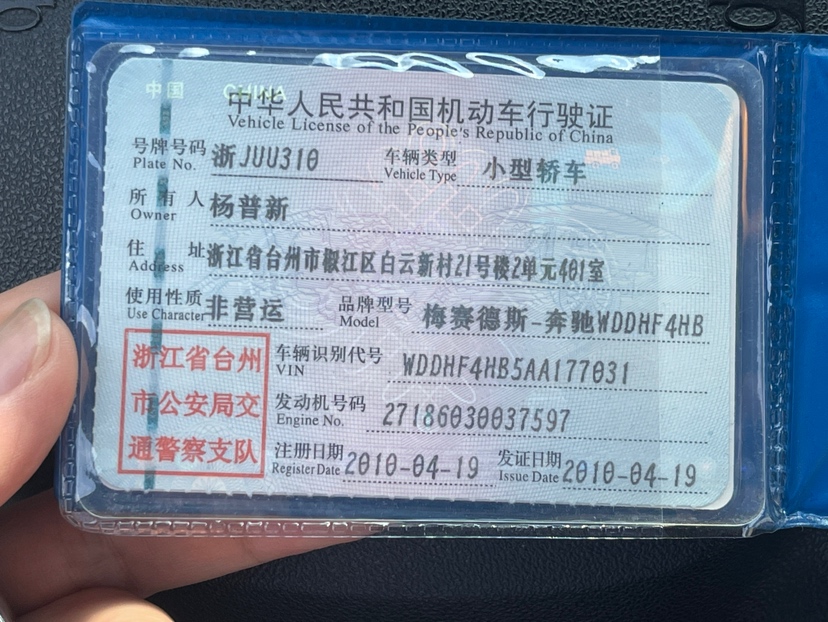 中国 CHINA
中华人民共和国机动车行驶证
Vehicle License of the People's Republic of China
号牌号码 浙JUU310 车辆类型 小型轿车
Plate No. Vehicle Type
所有人 杨普新
Owner
住址 浙江省台州市椒江区白云新村21号楼2单元401室
Address
使用性质 非营运 品牌型号 梅赛德斯-奔驰WDDHF4HB
Use Character Model
浙江省台州
市公安局交
通警察支队
车辆识别代号 WDDHF4HB5AA177031
VIN
发动机号码 27186030037597
Engine No.
注册日期 2010-04-19 发证日期 2010-04-19
Register Date Issue Date